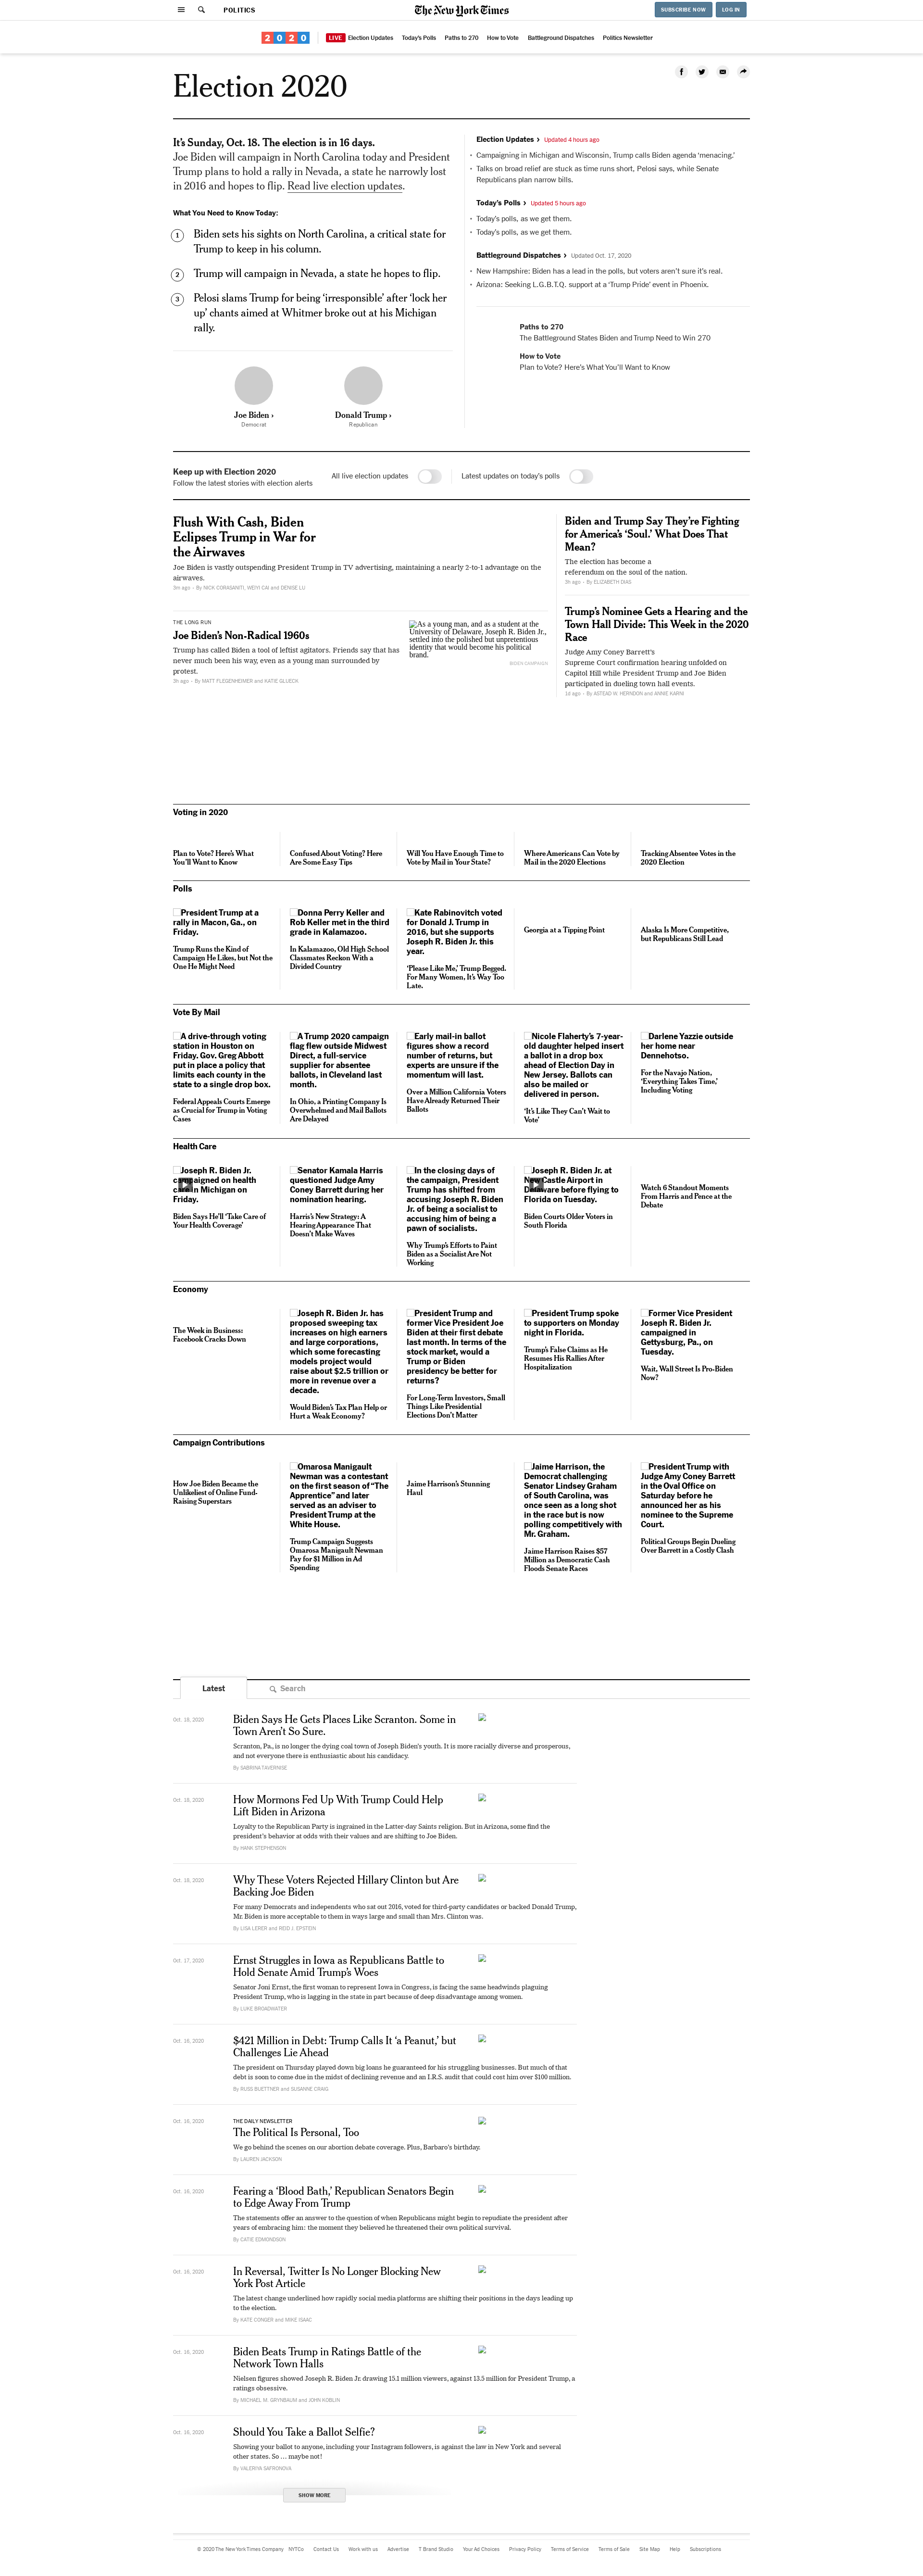 POLITICS
The New York Times
SUBSCRIBE NOW
LOG IN
2020
LIVE
Election Updates
Today's Polls
Paths to 270
How to Vote
Battleground Dispatches
Politics Newsletter
Election 2020
It's Sunday, Oct. 18. The election is in 16 days.
Joe Biden will campaign in North Carolina today and President
Trump plans to hold a rally in Nevada, a state he narrowly lost
in 2016 and hopes to flip. Read live election updates.
What You Need to Know Today:
1
Biden sets his sights on North Carolina, a critical state for
Trump to keep in his column.
2
Trump will campaign in Nevada, a state he hopes to flip.
3
Pelosi slams Trump for being 'irresponsible' after 'lock her
up' chants aimed at Whitmer broke out at his Michigan
rally.
Joe Biden ›
Democrat
Donald Trump ›
Republican
Election Updates › Updated 4 hours ago
• Campaigning in Michigan and Wisconsin, Trump calls Biden agenda 'menacing.'
• Talks on broad relief are stuck as time runs short, Pelosi says, while Senate
Republicans plan narrow bills.
Today's Polls › Updated 5 hours ago
• Today's polls, as we get them.
• Today's polls, as we get them.
Battleground Dispatches › Updated Oct. 17, 2020
• New Hampshire: Biden has a lead in the polls, but voters aren't sure it's real.
• Arizona: Seeking L.G.B.T.Q. support at a 'Trump Pride' event in Phoenix.
Paths to 270
The Battleground States Biden and Trump Need to Win 270
How to Vote
Plan to Vote? Here's What You'll Want to Know
Keep up with Election 2020
Follow the latest stories with election alerts
All live election updates
Latest updates on today's polls
Flush With Cash, Biden
Eclipses Trump in War for
the Airwaves
Joe Biden is vastly outspending President Trump in TV advertising, maintaining a nearly 2-to-1 advantage on the
airwaves.
9m ago • By NICK CORASANITI, WEIYI CAI and DENISE LU
THE LONG RUN
Joe Biden's Non-Radical 1960s
Trump has called Biden a tool of leftist agitators. Friends say that has
never much been his way, even as a young man surrounded by
protest.
3h ago • By MATT FLEGENHEIMER and KATIE GLUECK
As a young man, and as a student at the
University of Delaware, Joseph R. Biden Jr.,
settled into the polished but unpretentious
identity that would become his political
brand.
BIDEN CAMPAIGN
Biden and Trump Say They're Fighting
for America's 'Soul.' What Does That
Mean?
The election has become a
referendum on the soul of the nation.
3h ago • By ELIZABETH DIAS
Trump's Nominee Gets a Hearing and the
Town Hall Divide: This Week in the 2020
Race
Judge Amy Coney Barrett's
Supreme Court confirmation hearing unfolded on
Capitol Hill while President Trump and Joe Biden
participated in dueling town hall events.
1d ago • By ASTEAD W. HERNDON and ANNIE KARNI
Voting in 2020
Plan to Vote? Here's What
You'll Want to Know
Confused About Voting? Here
Are Some Easy Tips
Will You Have Enough Time to
Vote by Mail in Your State?
Where Americans Can Vote by
Mail in the 2020 Elections
Tracking Absentee Votes in the
2020 Election
Polls
President Trump at a
rally in Macon, Ga., on
Friday.
Trump Runs the Kind of
Campaign He Likes, but Not the
One He Might Need
Donna Perry Keller and
Rob Keller met in the third
grade in Kalamazoo.
In Kalamazoo, Old High School
Classmates Reckon With a
Divided Country
Kate Rabinovitch voted
for Donald J. Trump in
2016, but she supports
Joseph R. Biden Jr. this
year.
'Please Like Me,' Trump Begged.
For Many Women, It's Way Too
Late.
Georgia at a Tipping Point
Alaska Is More Competitive,
but Republicans Still Lead
Vote By Mail
A drive-through voting
station in Houston on
Friday. Gov. Greg Abbott
put in place a policy that
limits each county in the
state to a single drop box.
Federal Appeals Courts Emerge
as Crucial for Trump in Voting
Cases
A Trump 2020 campaign
flag flew outside Midwest
Direct, a full-service
supplier for absentee
ballots, in Cleveland last
month.
In Ohio, a Printing Company Is
Overwhelmed and Mail Ballots
Are Delayed
Early mail-in ballot
figures show a record
number of returns, but
experts are unsure if the
momentum will last.
Over a Million California Voters
Have Already Returned Their
Ballots
Nicole Flaherty's 7-year-
old daughter helped insert
a ballot in a drop box
ahead of Election Day in
New Jersey. Ballots can
also be mailed or
delivered in person.
'It's Like They Can't Wait to
Vote'
Darlene Yazzie outside
her home near
Dennehotso.
For the Navajo Nation,
'Everything Takes Time,'
Including Voting
Health Care
Joseph R. Biden Jr.
campaigned on health
care in Michigan on
Friday.
Biden Says He'll 'Take Care of
Your Health Coverage'
Senator Kamala Harris
questioned Judge Amy
Coney Barrett during her
nomination hearing.
Harris's New Strategy: A
Hearing Appearance That
Doesn't Make Waves
In the closing days of
the campaign, President
Trump has shifted from
accusing Joseph R. Biden
Jr. of being a socialist to
accusing him of being a
pawn of socialists.
Why Trump's Efforts to Paint
Biden as a Socialist Are Not
Working
Joseph R. Biden Jr. at
New Castle Airport in
Delaware before flying to
Florida on Tuesday.
Biden Courts Older Voters in
South Florida
Watch 6 Standout Moments
From Harris and Pence at the
Debate
Economy
The Week in Business:
Facebook Cracks Down
Joseph R. Biden Jr. has
proposed sweeping tax
increases on high earners
and large corporations,
which some forecasting
models project would
raise about $2.5 trillion or
more in revenue over a
decade.
Would Biden's Tax Plan Help or
Hurt a Weak Economy?
President Trump and
former Vice President Joe
Biden at their first debate
last month. In terms of the
stock market, would a
Trump or Biden
presidency be better for
returns?
For Long-Term Investors, Small
Things Like Presidential
Elections Don't Matter
President Trump spoke
to supporters on Monday
night in Florida.
Trump's False Claims as He
Resumes His Rallies After
Hospitalization
Former Vice President
Joseph R. Biden Jr.
campaigned in
Gettysburg, Pa., on
Tuesday.
Wait. Wall Street Is Pro-Biden
Now?
Campaign Contributions
How Joe Biden Became the
Unlikeliest of Online Fund-
Raising Superstars
Omarosa Manigault
Newman was a contestant
on the first season of "The
Apprentice" and later
served as an adviser to
President Trump at the
White House.
Trump Campaign Suggests
Omarosa Manigault Newman
Pay for $1 Million in Ad
Spending
Jaime Harrison's Stunning
Haul
Jaime Harrison, the
Democrat challenging
Senator Lindsey Graham
of South Carolina, was
once seen as a long shot
in the race but is now
polling competitively with
Mr. Graham.
Jaime Harrison Raises $57
Million as Democratic Cash
Floods Senate Races
President Trump with
Judge Amy Coney Barrett
in the Oval Office on
Saturday before he
announced her as his
nominee to the Supreme
Court.
Political Groups Begin Dueling
Over Barrett in a Costly Clash
Latest
Search
Oct. 18, 2020
Biden Says He Gets Places Like Scranton. Some in
Town Aren't So Sure.
Scranton, Pa., is no longer the dying coal town of Joseph Biden's youth. It is more racially diverse and prosperous,
and not everyone there is enthusiastic about his candidacy.
By SABRINA TAVERNISE
Oct. 18, 2020
How Mormons Fed Up With Trump Could Help
Lift Biden in Arizona
Loyalty to the Republican Party is ingrained in the Latter-day Saints religion. But in Arizona, some find the
president's behavior at odds with their values and are shifting to Joe Biden.
By HANK STEPHENSON
Oct. 18, 2020
Why These Voters Rejected Hillary Clinton but Are
Backing Joe Biden
For many Democrats and independents who sat out 2016, voted for third-party candidates or backed Donald Trump,
Mr. Biden is more acceptable to them in ways large and small than Mrs. Clinton was.
By LISA LERER and REID J. EPSTEIN
Oct. 17, 2020
Ernst Struggles in Iowa as Republicans Battle to
Hold Senate Amid Trump's Woes
Senator Joni Ernst, the first woman to represent Iowa in Congress, is facing the same headwinds plaguing
President Trump, who is lagging in the state in part because of deep disadvantage among women.
By LUKE BROADWATER
Oct. 16, 2020
$421 Million in Debt: Trump Calls It 'a Peanut,' but
Challenges Lie Ahead
The president on Thursday played down big loans he guaranteed for his struggling businesses. But much of that
debt is soon to come due in the midst of declining revenue and an I.R.S. audit that could cost him over $100 million.
By RUSS BUETTNER and SUSANNE CRAIG
Oct. 16, 2020
THE DAILY NEWSLETTER
The Political Is Personal, Too
We go behind the scenes on our abortion debate coverage. Plus, Barbaro's birthday.
By LAUREN JACKSON
Oct. 16, 2020
Fearing a 'Blood Bath,' Republican Senators Begin
to Edge Away From Trump
The statements offer an answer to the question of when Republicans might begin to repudiate the president after
years of embracing him: the moment they believed he threatened their own political survival.
By CATIE EDMONDSON
Oct. 16, 2020
In Reversal, Twitter Is No Longer Blocking New
York Post Article
The latest change underlined how rapidly social media platforms are shifting their positions in the days leading up
to the election.
By KATE CONGER and MIKE ISAAC
Oct. 16, 2020
Biden Beats Trump in Ratings Battle of the
Network Town Halls
Nielsen figures showed Joseph R. Biden Jr. drawing 15.1 million viewers, against 13.5 million for President Trump, a
ratings obsessive.
By MICHAEL M. GRYNBAUM and JOHN KOBLIN
Oct. 16, 2020
Should You Take a Ballot Selfie?
Showing your ballot to anyone, including your Instagram followers, is against the law in New York and several
other states. So ... maybe not!
By VALERIYA SAFRONOVA
SHOW MORE
© 2020 The New York Times Company
NYTCo
Contact Us
Work with us
Advertise
T Brand Studio
Your Ad Choices
Privacy Policy
Terms of Service
Terms of Sale
Site Map
Help
Subscriptions